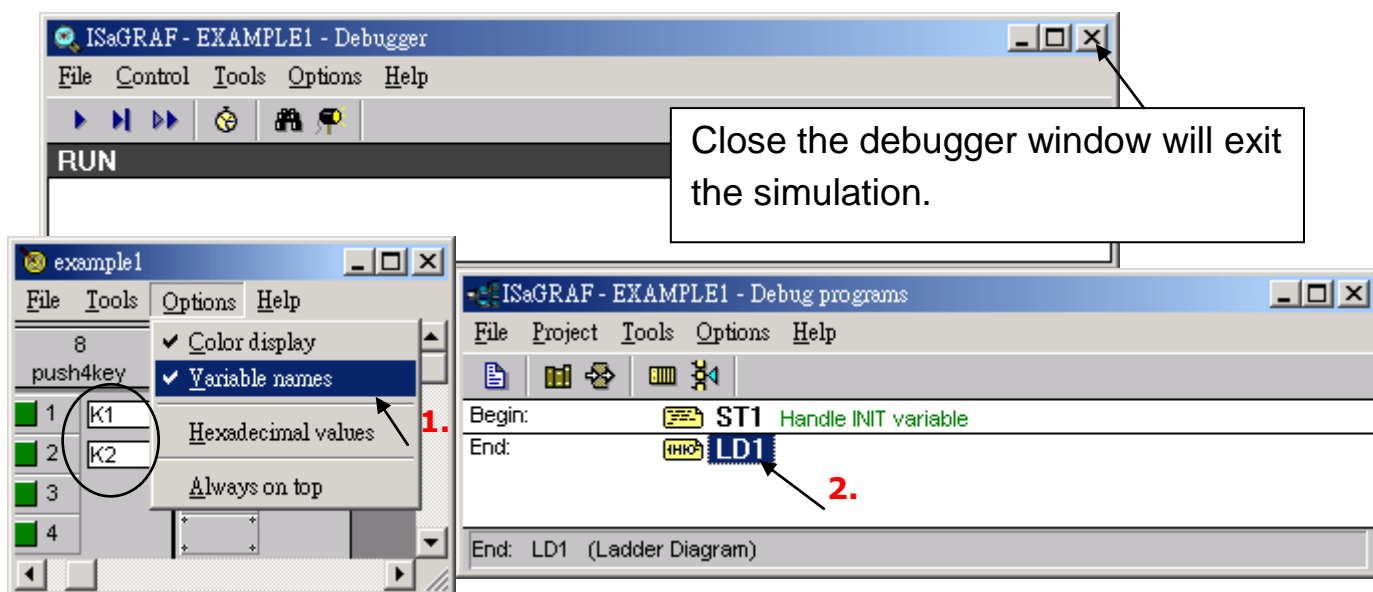 ISaGRAF - EXAMPLE1 - Debugger
File Control Tools Options Help
RUN
Close the debugger window will exit
the simulation.
example1
File Tools Options Help
8
push4key
1 K1
2 K2
3
4
Color display
Variable names
Hexadecimal values
Always on top
1.
ISaGRAF - EXAMPLE1 - Debug programs
File Project Tools Options Help
Begin: ST1 Handle INIT variable
End: LD1
2.
End: LD1 (Ladder Diagram)